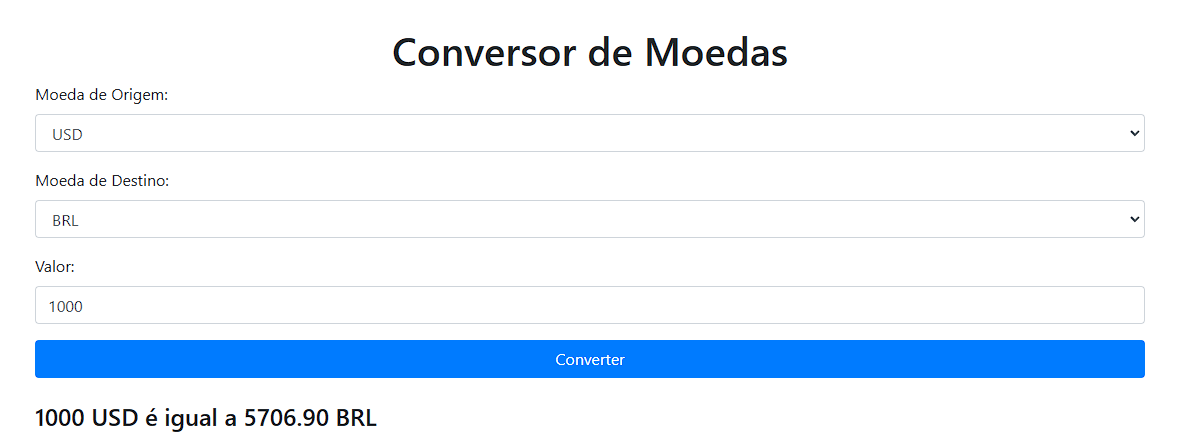 Conversor de Moedas
Moeda de Origem:
USD
Moeda de Destino:
BRL
Valor:
1000
Converter
1000 USD é igual a 5706.90 BRL